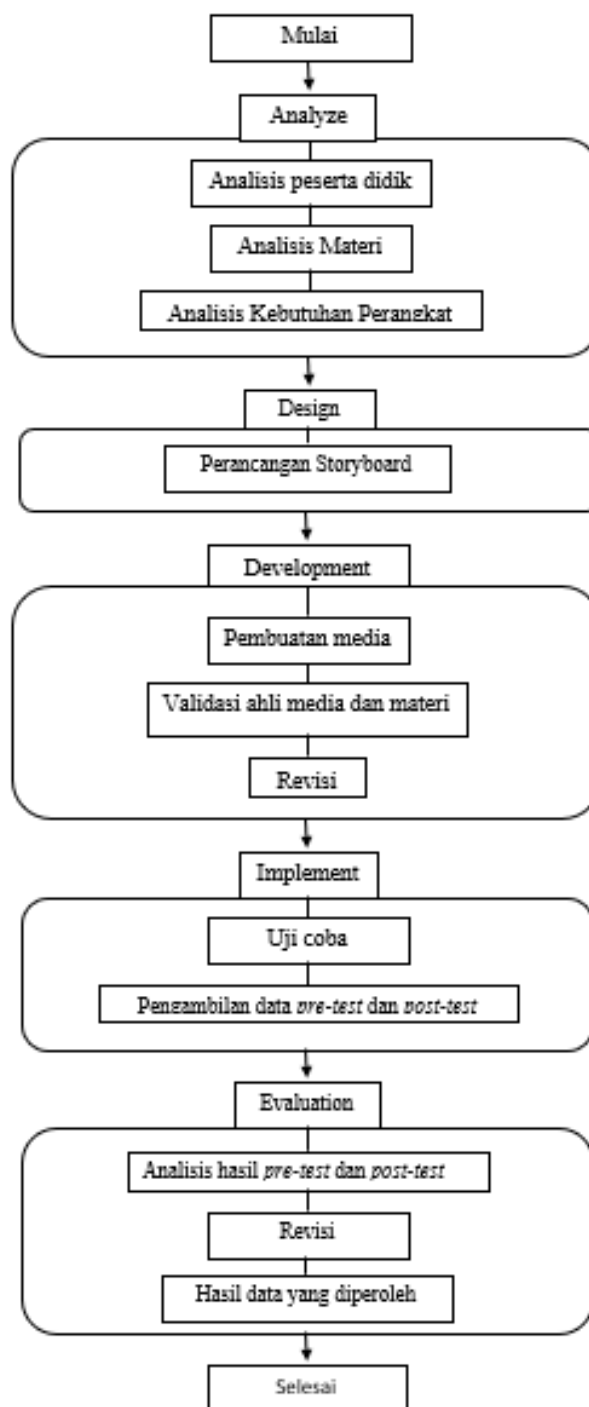 Mulai
Analyze
Analisis peserta didik
Analisis Materi
Analisis Kebutuhan Perangkat
Design
Perancangan Storyboard
Development
Pembuatan media
Validasi ahli media dan materi
Revisi
Implement
Uji coba
Pengambilan data pre-test dan post-test
Evaluation
Analisis hasil pre-test dan post-test
Revisi
Hasil data yang diperoleh
Selesai